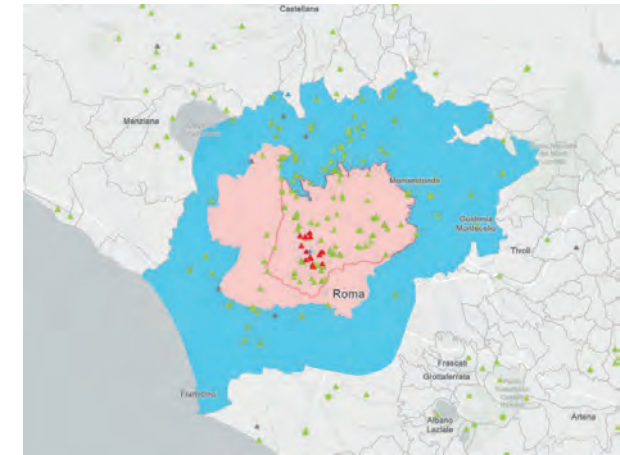 Castellana
Manziana
Monterotondo
Guidonia
Montecelio
Tivoli
Roma
Frascati
Grottaferrata
Fiumicino
Albano
Laziale
Artena